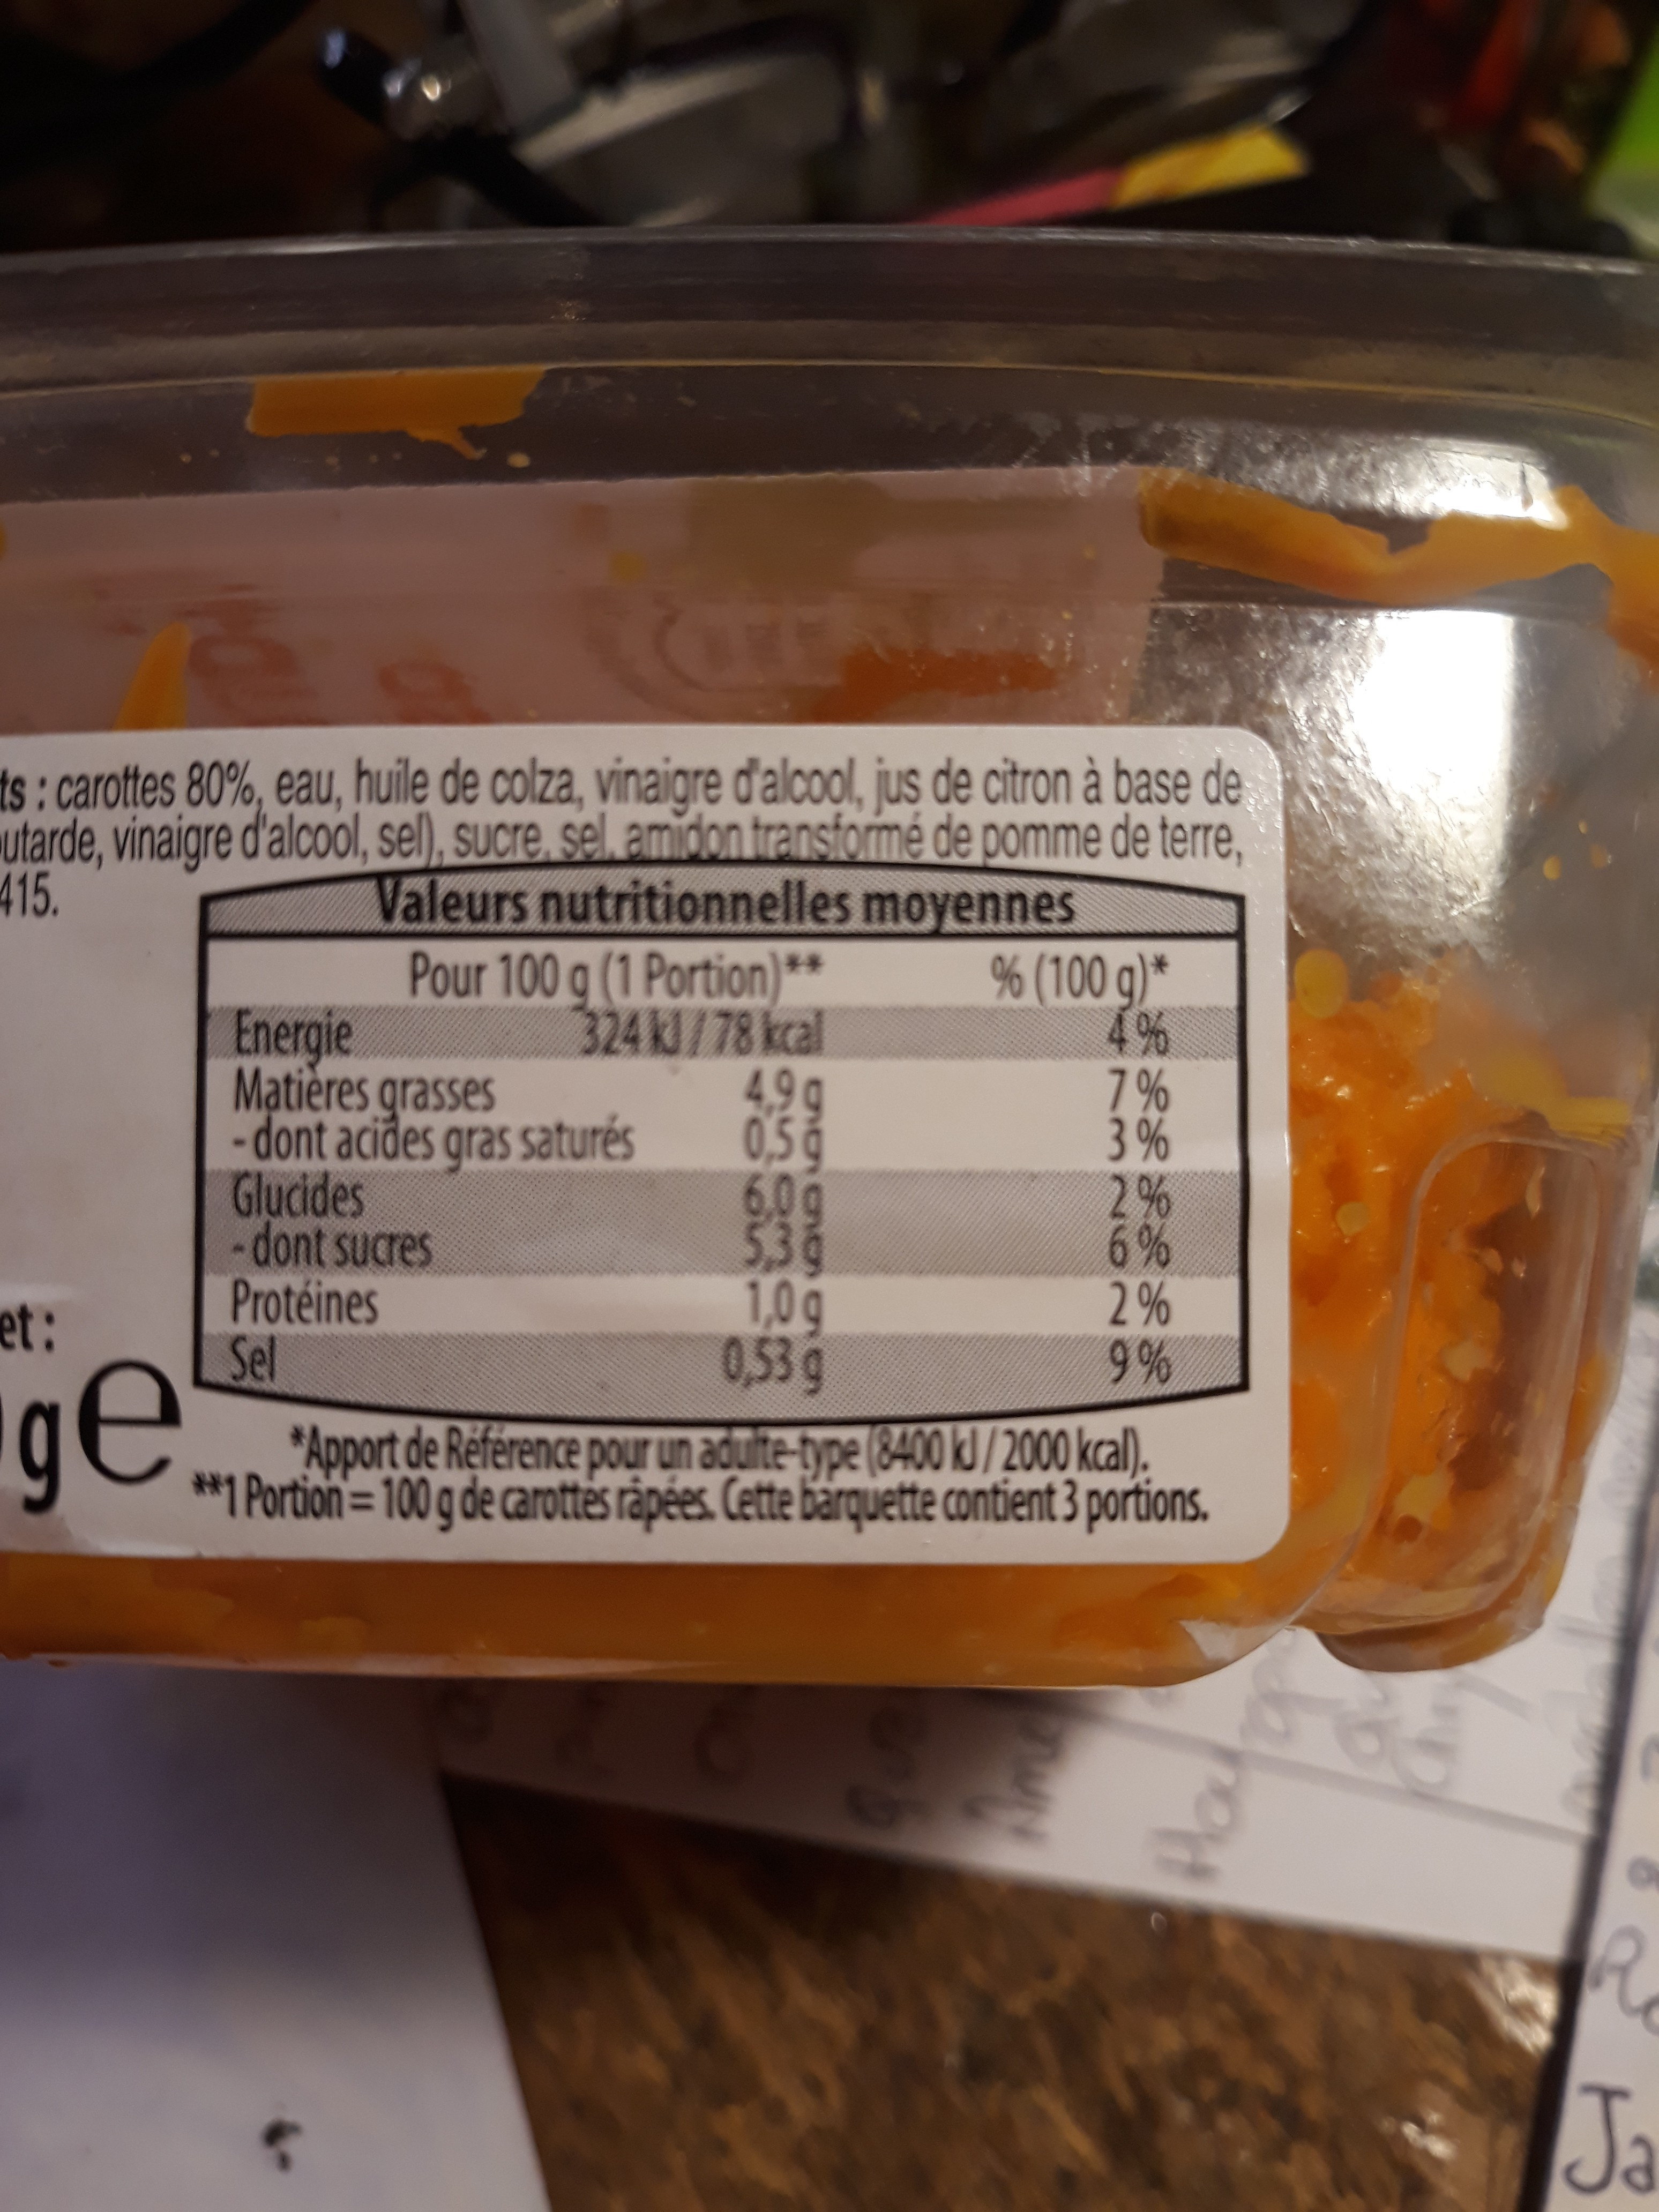 ts : carottes 80%, eau, huile de colza, vinaigre d'alcool, jus de citron à base de
outarde, vinaigre d'alcool, sel), sucre, sel, amidon transformé de pomme de terre,
415.
Valeurs nutritionnelles moyennes
Pour 100 g (1 Portion)** % (100 g)*
Energie 324 kJ / 78 kcal 4 %
Matières grasses 4,9 g 7 %
- dont acides gras saturés 0,5 g 3 %
Glucides 6,0 g 2 %
- dont sucres 5,3 g 6 %
Protéines 1,0 g 2 %
Sel 0,53 g 9 %
et :
g e
*Apport de Référence pour un adulte-type (8400 kJ / 2000 kcal).
**1 Portion = 100 g de carottes râpées. Cette barquette contient 3 portions.
Ja